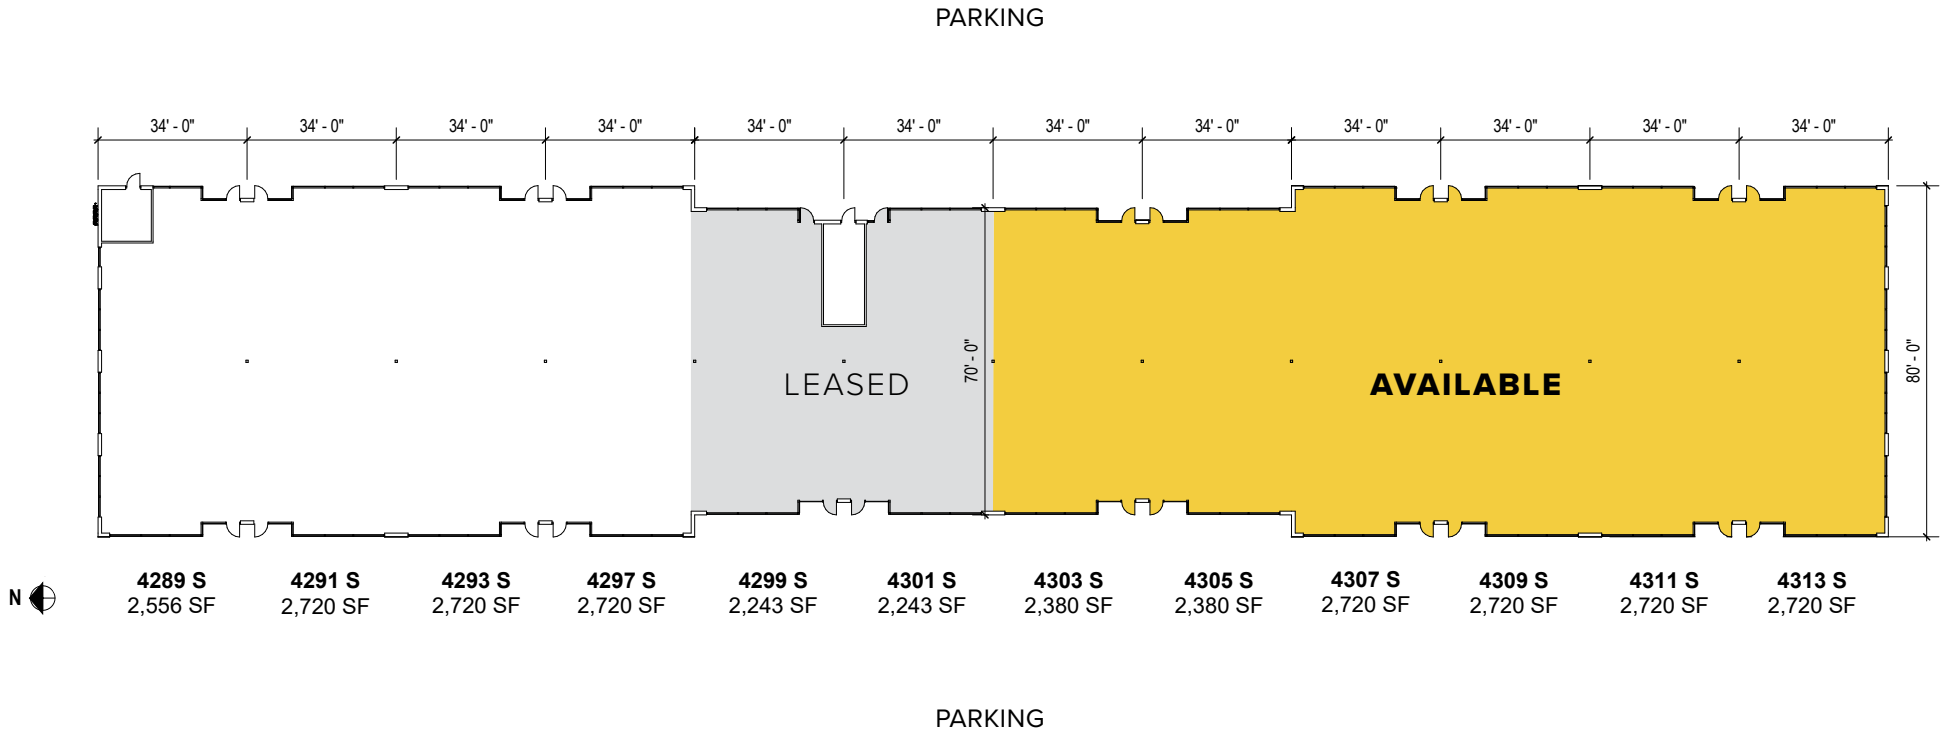 PARKING
34' - 0" 34' - 0" 34' - 0" 34' - 0" 34' - 0" 34' - 0" 34' - 0" 34' - 0" 34' - 0" 34' - 0" 34' - 0" 34' - 0"
70' - 0"
80' - 0"
LEASED
AVAILABLE
4289 S 4291 S 4293 S 4297 S 4299 S 4301 S 4303 S 4305 S 4307 S 4309 S 4311 S 4313 S
N
2,556 SF 2,720 SF 2,720 SF 2,720 SF 2,243 SF 2,243 SF 2,380 SF 2,380 SF 2,720 SF 2,720 SF 2,720 SF 2,720 SF
PARKING